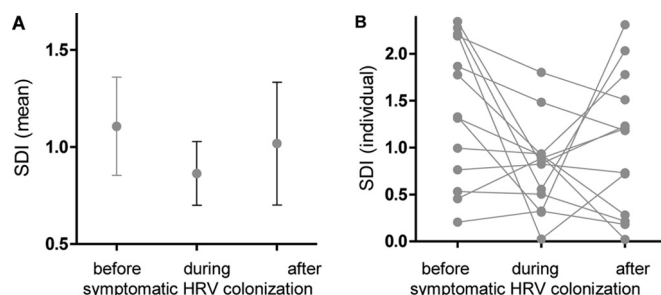 A
SDI (mean)
1.5
1.0
0.5
before during after
symptomatic HRV colonization
B
SDI (individual)
2.0
1.5
1.0
0.5
0.0
before during after
symptomatic HRV colonization